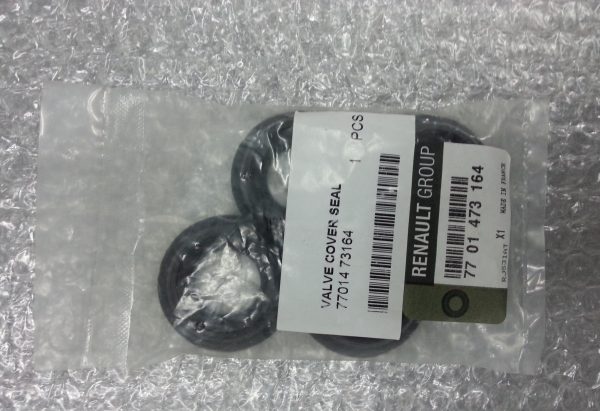 VALVE COVER SEAL
77014 73164
1 PCS
RENAULT GROUP
77 01 473 164
X1
MADE IN FRANCE